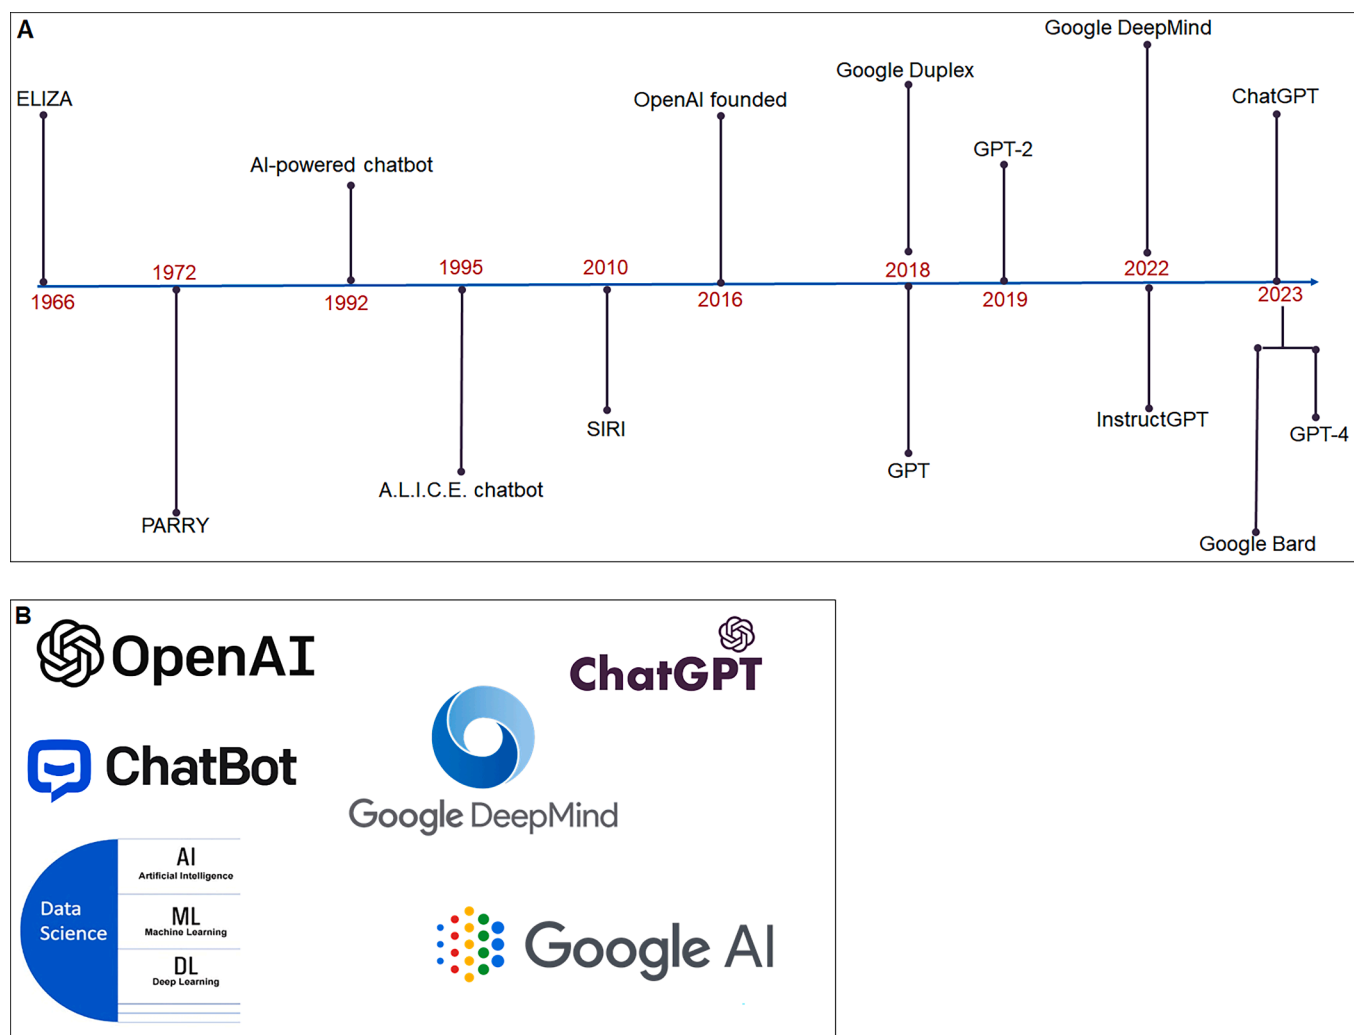 A
Google DeepMind
Google Duplex
ELIZA
OpenAI founded
ChatGPT
GPT-2
AI-powered chatbot
1972
1995
2010
2018
2022
1966
1992
2016
2019
2023
SIRI
InstructGPT
GPT-4
GPT
A.L.I.C.E. chatbot
PARRY
Google Bard
B
OpenAI
ChatGPT
ChatBot
Google DeepMind
Data
Science
AI
Artificial Intelligence
ML
Machine Learning
DL
Deep Learning
Google AI